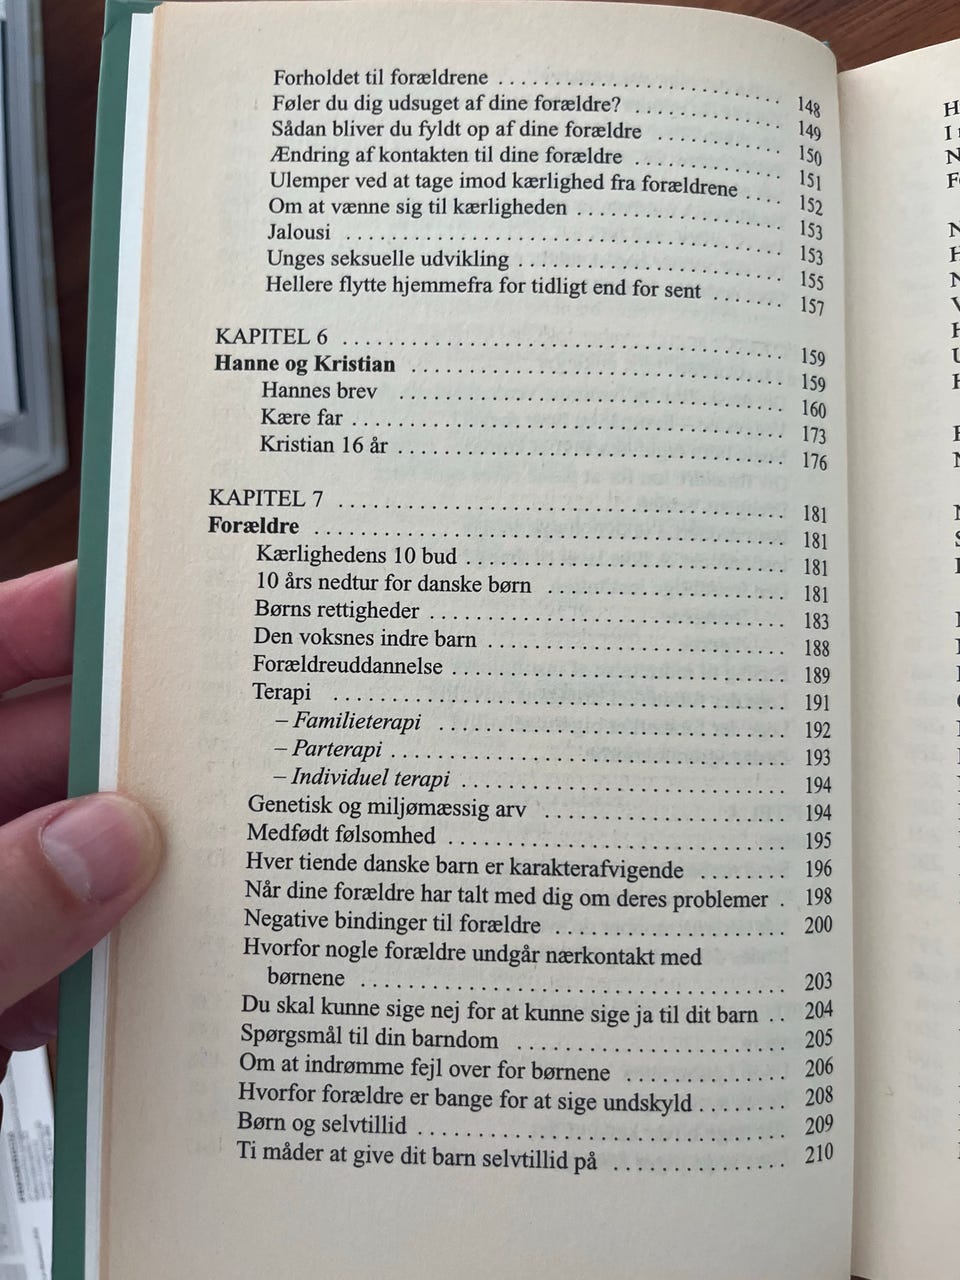 Forholdet til forældrene . . . . . . . . . . . . . . . . . . . . . . . . . 148
Føler du dig udsuget af dine forældre? . . . . . . . . . . . . . 149
Sådan bliver du fyldt op af dine forældre . . . . . . . . . . . 150
Ændring af kontakten til dine forældre . . . . . . . . . . . . . 151
Ulemper ved at tage imod kærlighed fra forældrene . . . . 152
Om at vænne sig til kærligheden . . . . . . . . . . . . . . . . . . 153
Jalousi . . . . . . . . . . . . . . . . . . . . . . . . . . . . . . . . . . . . . . 153
Unges seksuelle udvikling . . . . . . . . . . . . . . . . . . . . . . . 155
Hellere flytte hjemmefra for tidligt end for sent . . . . . . . 157
KAPITEL 6 . . . . . . . . . . . . . . . . . . . . . . . . . . . . . . . . . . . . . . 159
Hanne og Kristian . . . . . . . . . . . . . . . . . . . . . . . . . . . . . . . . 159
Hannes brev . . . . . . . . . . . . . . . . . . . . . . . . . . . . . . . . . 160
Kære far . . . . . . . . . . . . . . . . . . . . . . . . . . . . . . . . . . . . . 173
Kristian 16 år . . . . . . . . . . . . . . . . . . . . . . . . . . . . . . . . . 176
KAPITEL 7 . . . . . . . . . . . . . . . . . . . . . . . . . . . . . . . . . . . . . . 181
Forældre . . . . . . . . . . . . . . . . . . . . . . . . . . . . . . . . . . . . . . . . 181
Kærlighedens 10 bud . . . . . . . . . . . . . . . . . . . . . . . . . . . 181
10 års nedtur for danske børn . . . . . . . . . . . . . . . . . . . . 181
Børns rettigheder . . . . . . . . . . . . . . . . . . . . . . . . . . . . . . 183
Den voksnes indre barn . . . . . . . . . . . . . . . . . . . . . . . . . 188
Forældreuddannelse . . . . . . . . . . . . . . . . . . . . . . . . . . . . 189
Terapi . . . . . . . . . . . . . . . . . . . . . . . . . . . . . . . . . . . . . . 191
– Familieterapi . . . . . . . . . . . . . . . . . . . . . . . . . . . . . 192
– Parterapi . . . . . . . . . . . . . . . . . . . . . . . . . . . . . . . . . 193
– Individuel terapi . . . . . . . . . . . . . . . . . . . . . . . . . . . 194
Genetisk og miljømæssig arv . . . . . . . . . . . . . . . . . . . . 194
Medfødt følsomhed . . . . . . . . . . . . . . . . . . . . . . . . . . . . 195
Hver tiende danske barn er karakterafvigende . . . . . . . . 196
Når dine forældre har talt med dig om deres problemer . 198
Negative bindinger til forældre . . . . . . . . . . . . . . . . . . . 200
Hvorfor nogle forældre undgår nærkontakt med
børnene . . . . . . . . . . . . . . . . . . . . . . . . . . . . . . . . . . . 203
Du skal kunne sige nej for at kunne sige ja til dit barn . . 204
Spørgsmål til din barndom . . . . . . . . . . . . . . . . . . . . . . 205
Om at indrømme fejl over for børnene . . . . . . . . . . . . . 206
Hvorfor forældre er bange for at sige undskyld . . . . . . . . 208
Børn og selvtillid . . . . . . . . . . . . . . . . . . . . . . . . . . . . . . 209
Ti måder at give dit barn selvtillid på . . . . . . . . . . . . . . 210